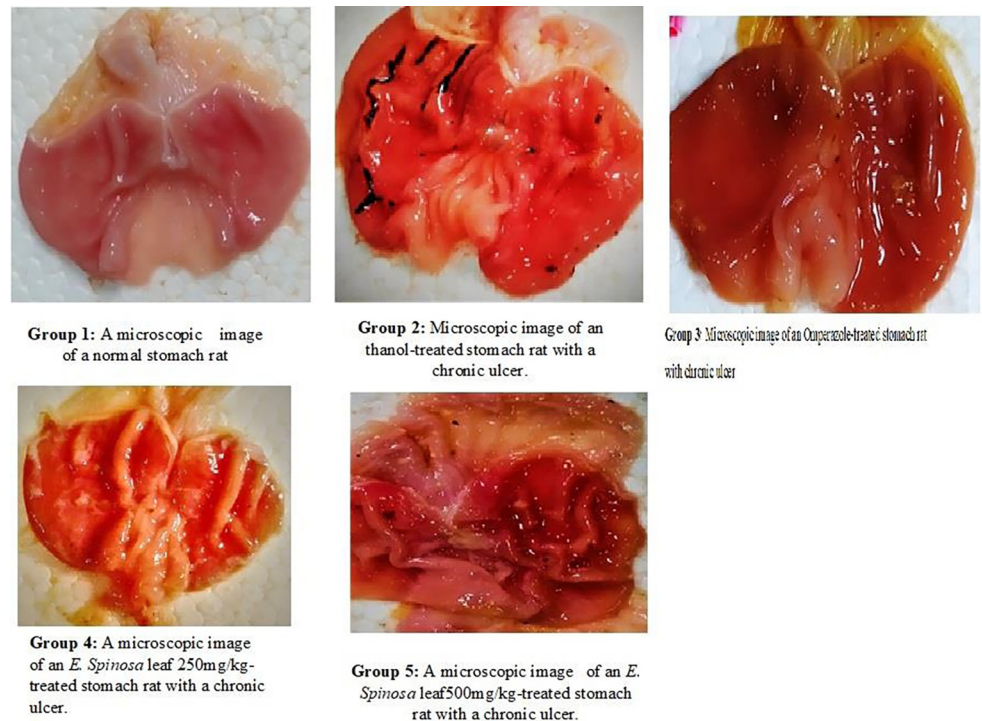 Group 1: A microscopic image
of a normal stomach rat
Group 2: Microscopic image of an
thanol-treated stomach rat with a
chronic ulcer.
Group 3: Microscopic image of an Omperazole-treated stomach rat
with chronic ulcer
Group 4: A microscopic image
of an E. Spinosa leaf 250mg/kg-
treated stomach rat with a chronic
ulcer.
Group 5: A microscopic image of an E.
Spinosa leaf500mg/kg-treated stomach
rat with a chronic ulcer.